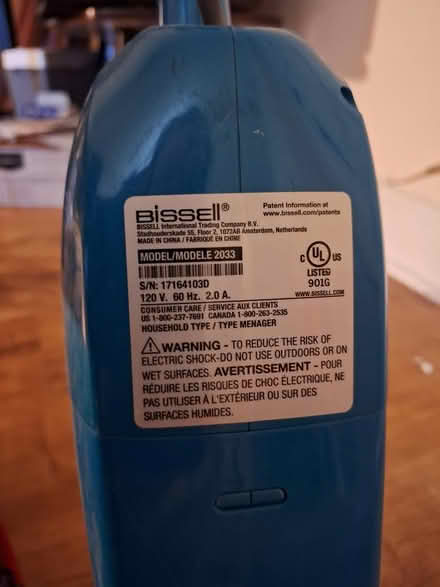 BISSELL®
Patent Information at
www.bissell.com/patents
BISSELL International Trading Company B.V.
Stadhouderskade 55, Floor 2, 1072AB Amsterdam, Netherlands
MADE IN CHINA / FABRIQUÉ EN CHINE
MODEL/MODELE 2033
S/N: 17164103D
120 V. 60 Hz. 2.0 A.
C UL US
LISTED
901G
WWW.BISSELL.COM
CONSUMER CARE / SERVICE AUX CLIENTS
US 1-800-237-7691 CANADA 1-800-263-2535
HOUSEHOLD TYPE / TYPE MENAGER
WARNING - TO REDUCE THE RISK OF
ELECTRIC SHOCK-DO NOT USE OUTDOORS OR ON
WET SURFACES. AVERTISSEMENT - POUR
RÉDUIRE LES RISQUES DE CHOC ÉLECTRIQUE, NE
PAS UTILISER À L'EXTÉRIEUR OU SUR DES
SURFACES HUMIDES.